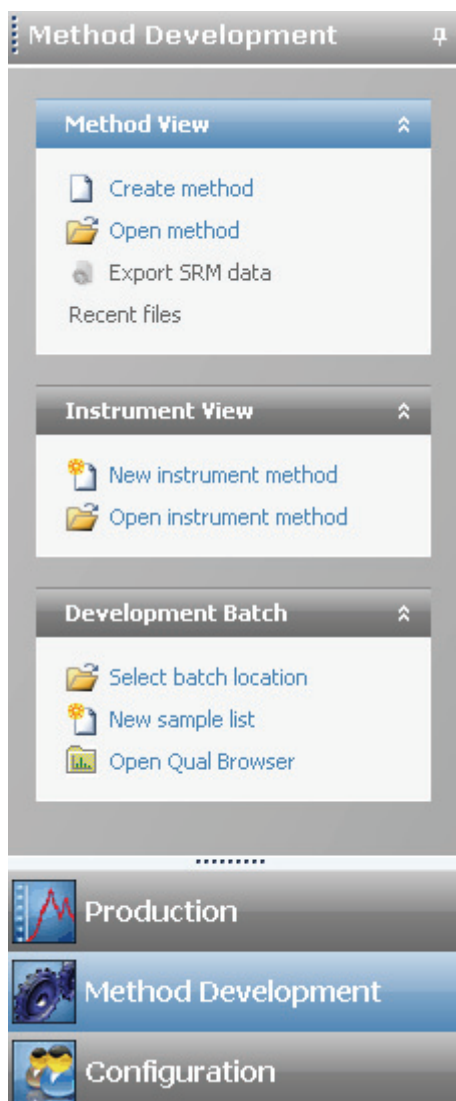 Method Development
Method View
Create method
Open method
Export SRM data
Recent files
Instrument View
New instrument method
Open instrument method
Development Batch
Select batch location
New sample list
Open Qual Browser
Production
Method Development
Configuration